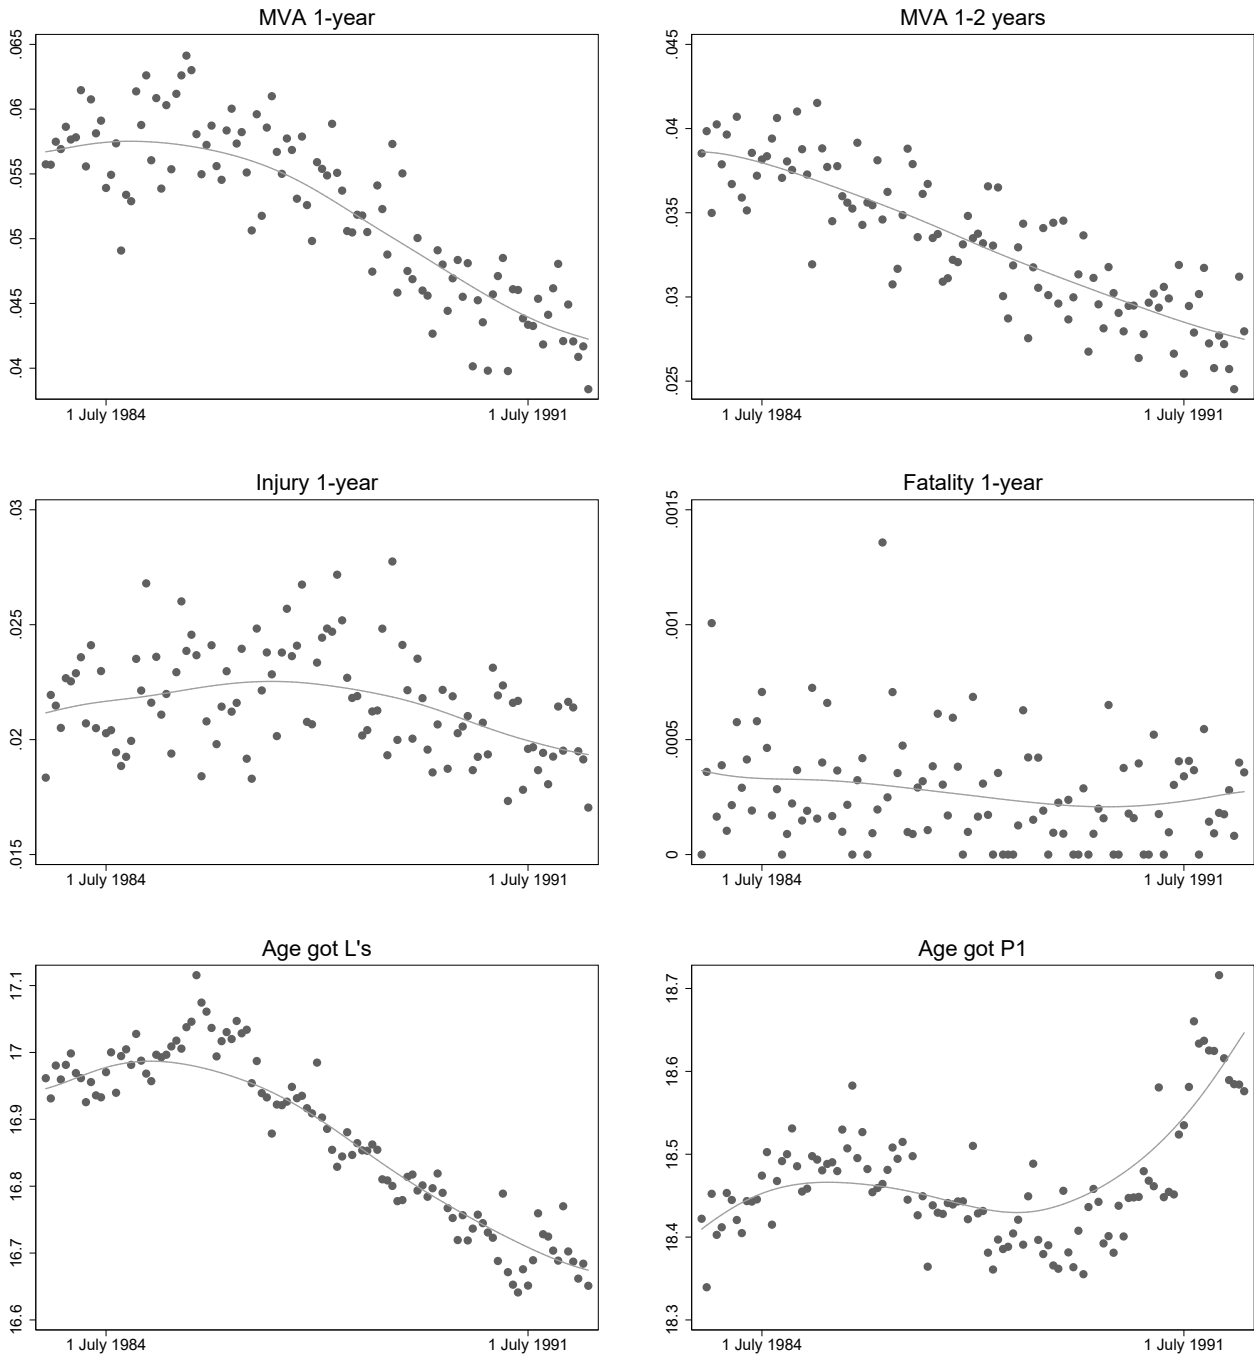 MVA 1-year
MVA 1-2 years
.065
.06
.055
.05
.045
.04
1 July 1984
1 July 1991
.045
.04
.035
.03
.025
1 July 1984
1 July 1991
Injury 1-year
Fatality 1-year
.03
.025
.02
.015
1 July 1984
1 July 1991
.0015
.001
.0005
0
1 July 1984
1 July 1991
Age got L's
Age got P1
17.1
17
16.9
16.8
16.7
16.6
1 July 1984
1 July 1991
18.7
18.6
18.5
18.4
18.3
1 July 1984
1 July 1991